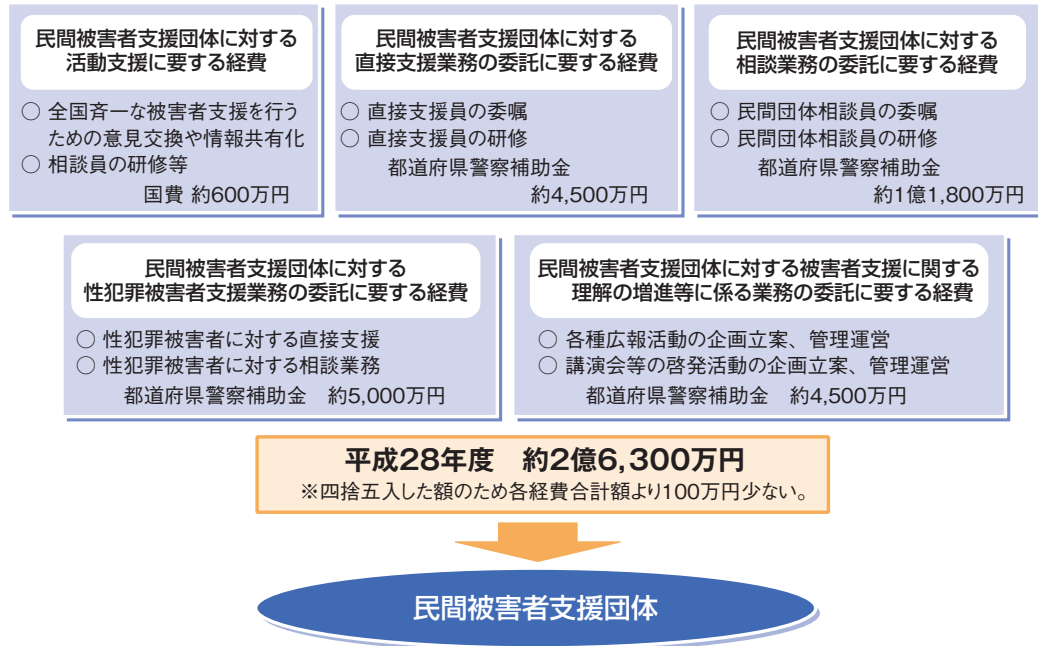 民間被害者支援団体に対する
活動支援に要する経費
○ 全国斉一な被害者支援を行う
ための意見交換や情報共有化
○ 相談員の研修等
国費 約600万円
民間被害者支援団体に対する
直接支援業務の委託に要する経費
○ 直接支援員の委嘱
○ 直接支援員の研修
都道府県警察補助金
約4,500万円
民間被害者支援団体に対する
相談業務の委託に要する経費
○ 民間団体相談員の委嘱
○ 民間団体相談員の研修
都道府県警察補助金
約1億1,800万円
民間被害者支援団体に対する
性犯罪被害者支援業務の委託に要する経費
○ 性犯罪被害者に対する直接支援
○ 性犯罪被害者に対する相談業務
都道府県警察補助金 約5,000万円
民間被害者支援団体に対する被害者支援に関する
理解の増進等に係る業務の委託に要する経費
○ 各種広報活動の企画立案、管理運営
○ 講演会等の啓発活動の企画立案、管理運営
都道府県警察補助金 約4,500万円
平成28年度 約2億6,300万円
※四捨五入した額のため各経費合計額より100万円少ない。
民間被害者支援団体